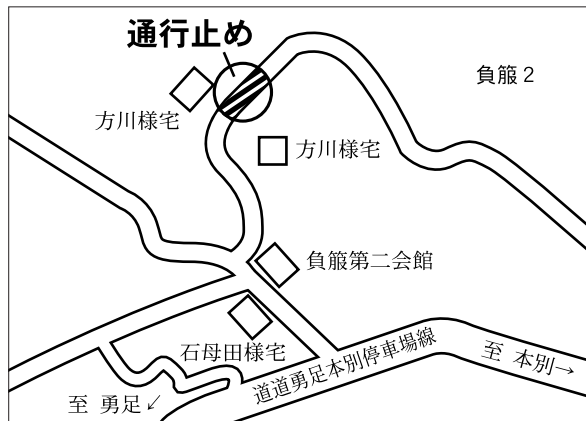 通行止め
負箙2
方川様宅
方川様宅
負箙第二会館
石母田様宅
道道勇足本別停車場線
至 本別→
至 勇足↙